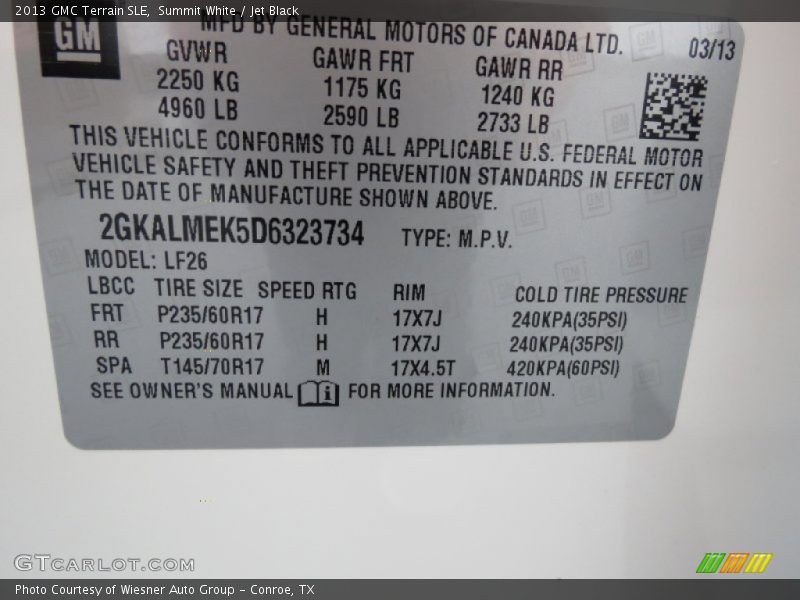 2013 GMC Terrain SLE, Summit White / Jet Black
GM
MFD BY GENERAL MOTORS OF CANADA LTD.
03/13
GVWR GAWR FRT GAWR RR
2250 KG 1175 KG 1240 KG
4960 LB 2590 LB 2733 LB
THIS VEHICLE CONFORMS TO ALL APPLICABLE U.S. FEDERAL MOTOR
VEHICLE SAFETY AND THEFT PREVENTION STANDARDS IN EFFECT ON
THE DATE OF MANUFACTURE SHOWN ABOVE.
2GKALMEK5D6323734 TYPE: M.P.V.
MODEL: LF26
LBCC TIRE SIZE SPEED RTG RIM COLD TIRE PRESSURE
FRT P235/60R17 H 17X7J 240KPA(35PSI)
RR P235/60R17 H 17X7J 240KPA(35PSI)
SPA T145/70R17 M 17X4.5T 420KPA(60PSI)
SEE OWNER'S MANUAL i FOR MORE INFORMATION.
GTCARLOT.COM
Photo Courtesy of Wiesner Auto Group - Conroe, TX